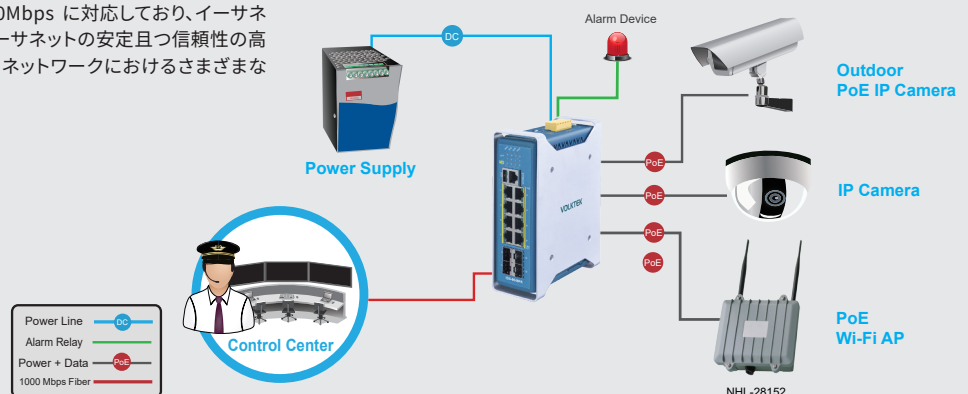 0Mbps に対応しており、イーサネ
ーサネットの安定且つ信頼性の高
ネットワークにおけるさまざまな
Alarm Device
DC
Outdoor
PoE IP Camera
Power Supply
PoE
VOLKTEK
PoE
IP Camera
PoE
PoE
Control Center
PoE
Wi-Fi AP
NHL-28152
Power Line DC
Alarm Relay
Power + Data PoE
1000 Mbps Fiber